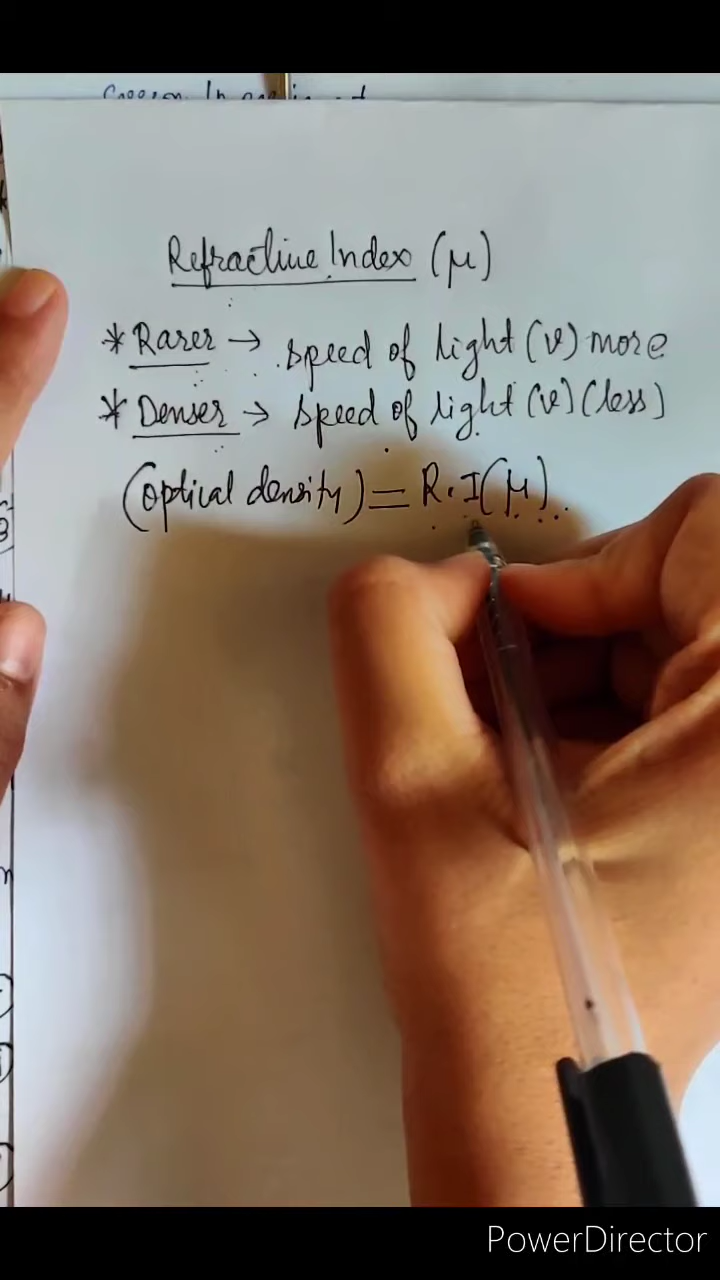 Refractive Index (μ)
* Rarer → speed of light (v) more
* Denser → speed of light (v) (less)
(optical density) = R.I (μ)
PowerDirector